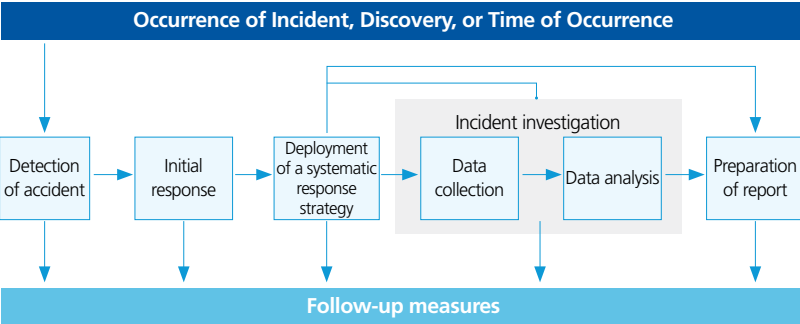 Occurrence of Incident, Discovery, or Time of Occurrence
Incident investigation
Detection
of accident
Initial
response
Deployment
of a systematic
response
strategy
Data
collection
Data analysis
Preparation
of report
Follow-up measures